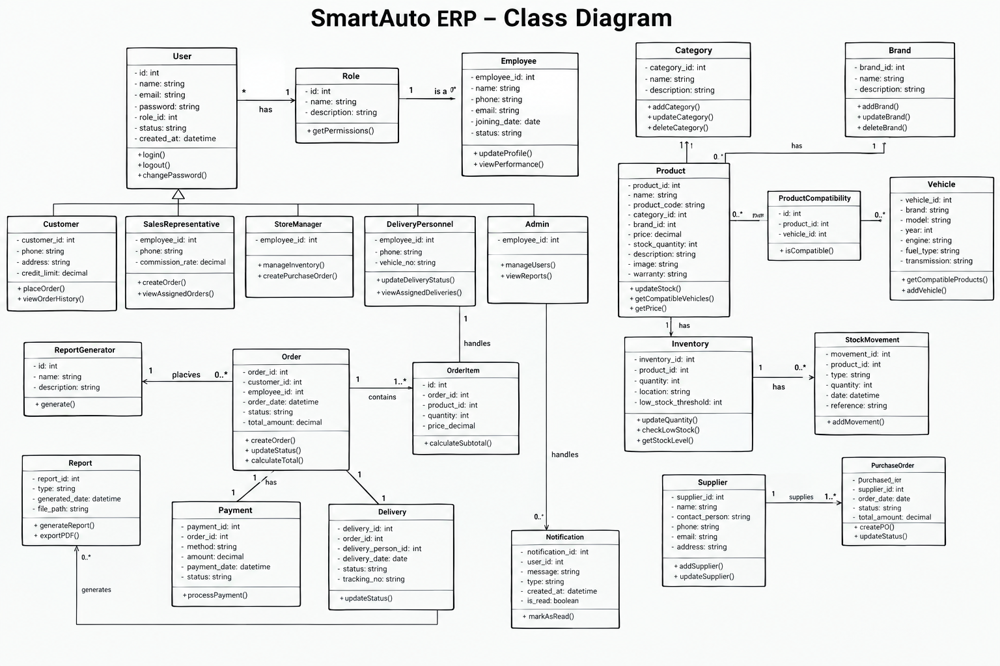 SmartAuto ERP – Class Diagram
User
- id: int
- name: string
- email: string
- password: string
- role_id: int
- status: string
- created_at: datetime
+ login()
+ logout()
+ changePassword()
*
1
has
Role
- id: int
- name: string
- description: string
+ getPermissions()
1
is a 0*
Employee
- employee_id: int
- name: string
- phone: string
- email: string
- joining_date: date
- status: string
+ updateProfile()
+ viewPerformance()
Category
- category_id: int
- name: string
- description: string
+ addCategory()
+ updateCategory()
+ deleteCategory()
Brand
- brand_id: int
- name: string
- description: string
+ addBrand()
+ updateBrand()
+ deleteBrand()
1
0. *
has
1
Product
- product_id: int
- name: string
- product_code: string
- category_id: int
- brand_id: int
- price: decimal
- stock_quantity: int
- description: string
- image: string
- warranty: string
+ updateStock()
+ getCompatibleVehicles()
+ getPrice()
0..*
ProductCompatibility
- id: int
- product_id: int
- vehicle_id: int
+ isCompatible()
0..*
Vehicle
- vehicle_id: int
- brand: string
- model: string
- year: int
- engine: string
- fuel_type: string
- transmission: string
+ getCompatibleProducts()
+ addVehicle()
Customer
- customer_id: int
- phone: string
- address: string
- credit_limit: decimal
+ placeOrder()
+ viewOrderHistory()
SalesRepresentative
- employee_id: int
- phone: string
- commission_rate: decimal
+ createOrder()
+ viewAssignedOrders()
StoreManager
- employee_id: int
+ manageInventory()
+ createPurchaseOrder()
DeliveryPersonnel
- employee_id: int
- phone: string
- vehicle_no: string
+ updateDeliveryStatus()
+ viewAssignedDeliveries()
Admin
- employee_id: int
+ manageUsers()
+ viewReports()
1
handles
1 has
ReportGenerator
- id: int
- name: string
- description: string
+ generate()
1
placives
0..*
Order
- order_id: int
- customer_id: int
- employee_id: int
- order_date: datetime
- status: string
- total_amount: decimal
+ createOrder()
+ updateStatus()
+ calculateTotal()
1
1..*
contains
OrderItem
- id: int
- order_id: int
- product_id: int
- quantity: int
- price_decimal
+ calculateSubtotal()
Inventory
- inventory_id: int
- product_id: int
- quantity: int
- location: string
- low_stock_threshold: int
+ updateQuantity()
+ checkLowStock()
+ getStockLevel()
1
0..*
has
StockMovement
- movement_id: int
- product_id: int
- type: string
- quantity: int
- date: datetime
- reference: string
+ addMovement()
handles
0..*
Report
- report_id: int
- type: string
- generated_date: datetime
- file_path: string
+ generateReport()
+ exportPDF()
0..*
generates
1
has
1
1
1
Payment
- payment_id: int
- order_id: int
- method: string
- amount: decimal
- payment_date: datetime
- status: string
+ processPayment()
Delivery
- delivery_id: int
- order_id: int
- delivery_person_id: int
- delivery_date: date
- status: string
- tracking_no: string
+ updateStatus()
Notification
- notification_id: int
- user_id: int
- message: string
- type: string
- created_at: datetime
- is_read: boolean
+ markAsRead()
Supplier
- supplier_id: int
- name: string
- contact_person: string
- phone: string
- email: string
- address: string
+ addSupplier()
+ updateSupplier()
1
supplies
1..*
PurchaseOrder
- supplier_id: int
- order_date: date
- status: string
- total_amount: decimal
+ createPO()
+ updateStatus()